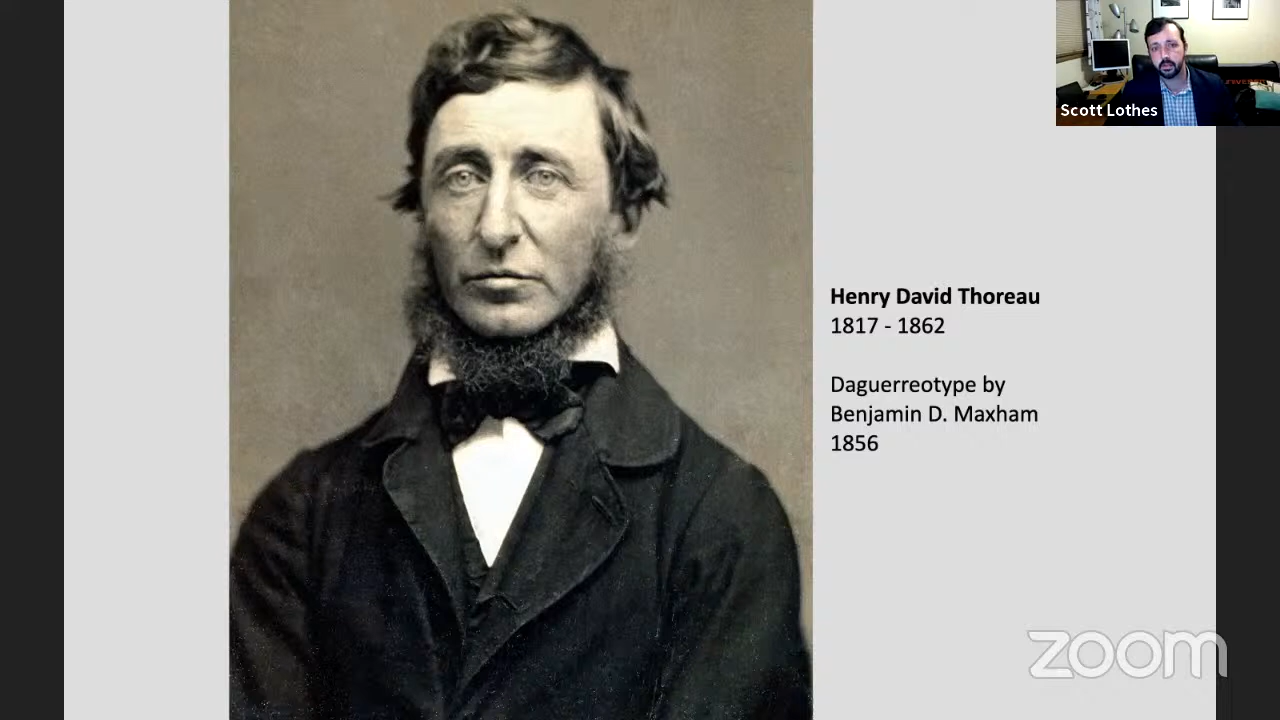 Scott Lothes
Henry David Thoreau
1817 - 1862
Daguerreotype by
Benjamin D. Maxham
1856
zoom